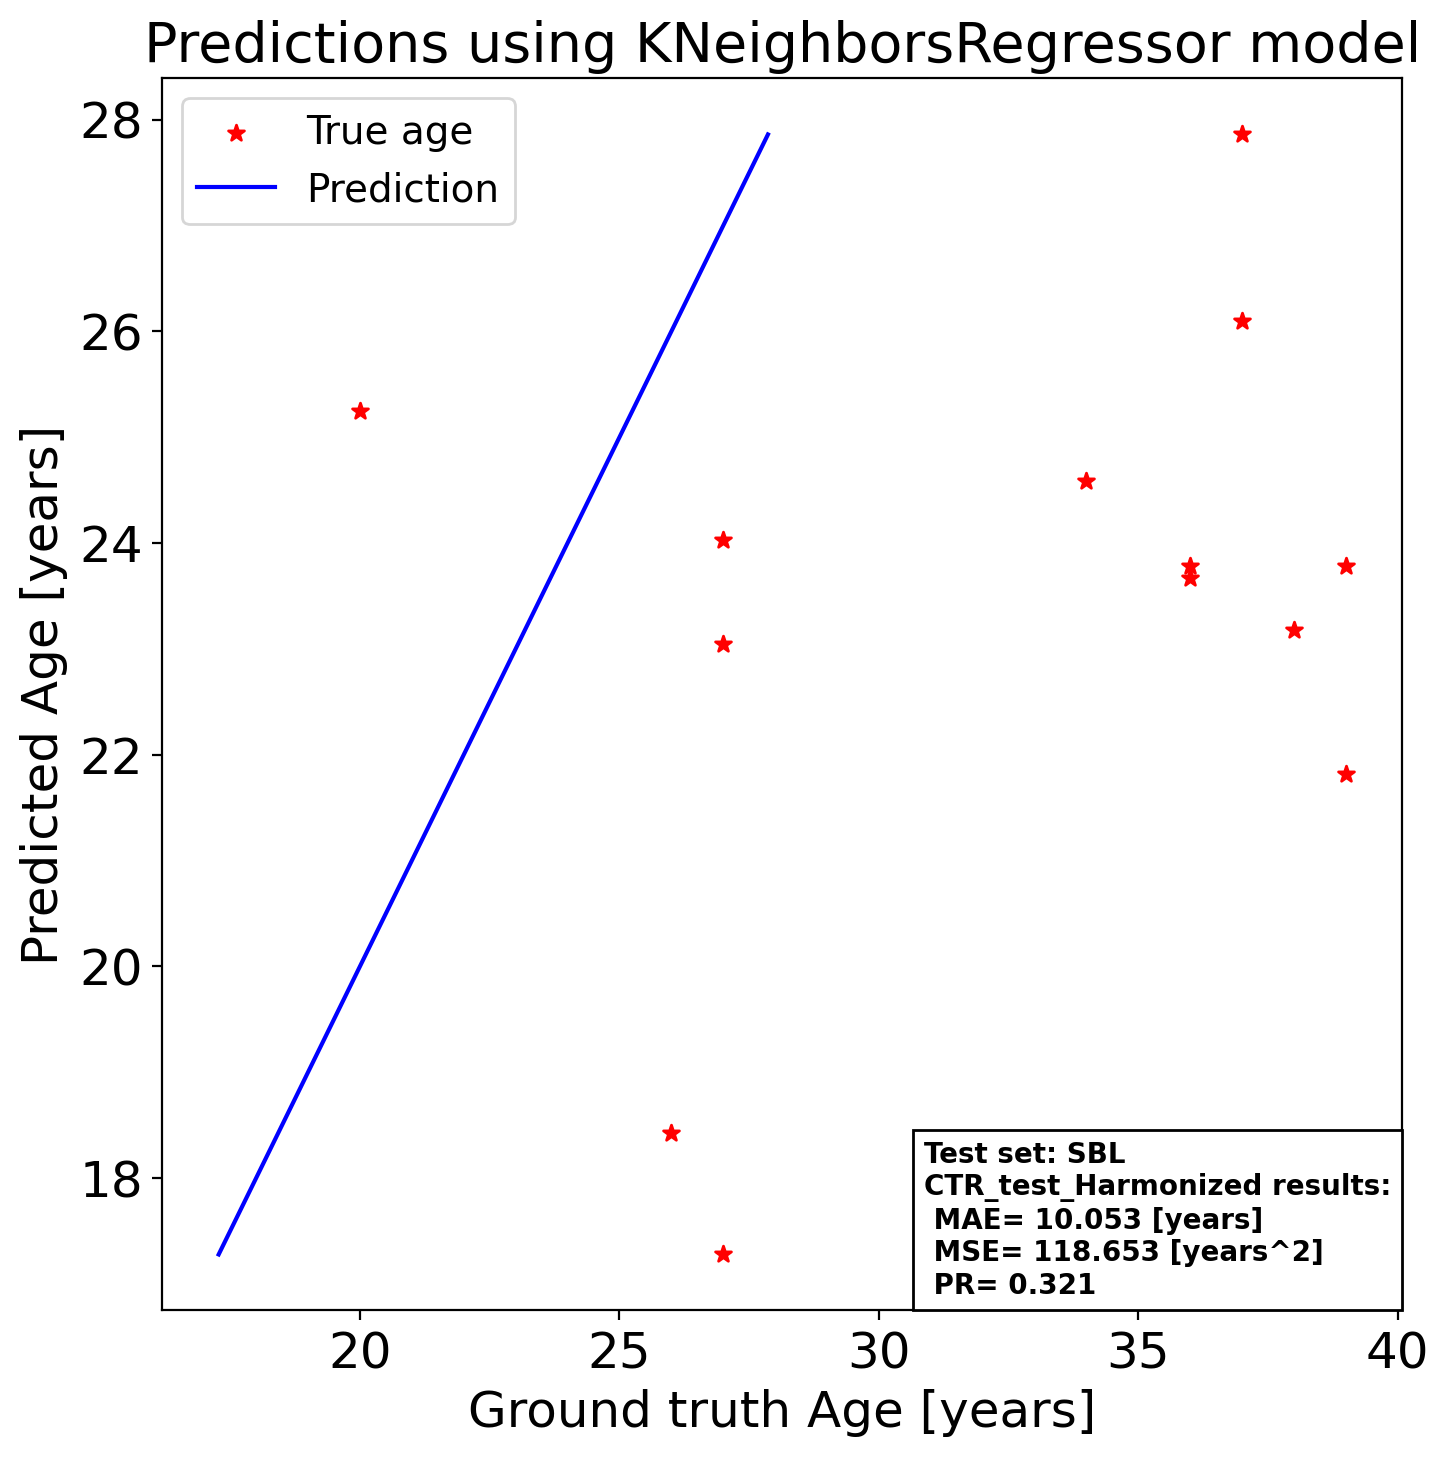 Predictions using KNeighborsRegressor model
True age
Prediction
28
26
24
22
20
18
Predicted Age [years]
Test set: SBL
CTR_test_Harmonized results:
MAE= 10.053 [years]
MSE= 118.653 [years^2]
PR= 0.321
20 25 30 35 40
Ground truth Age [years]